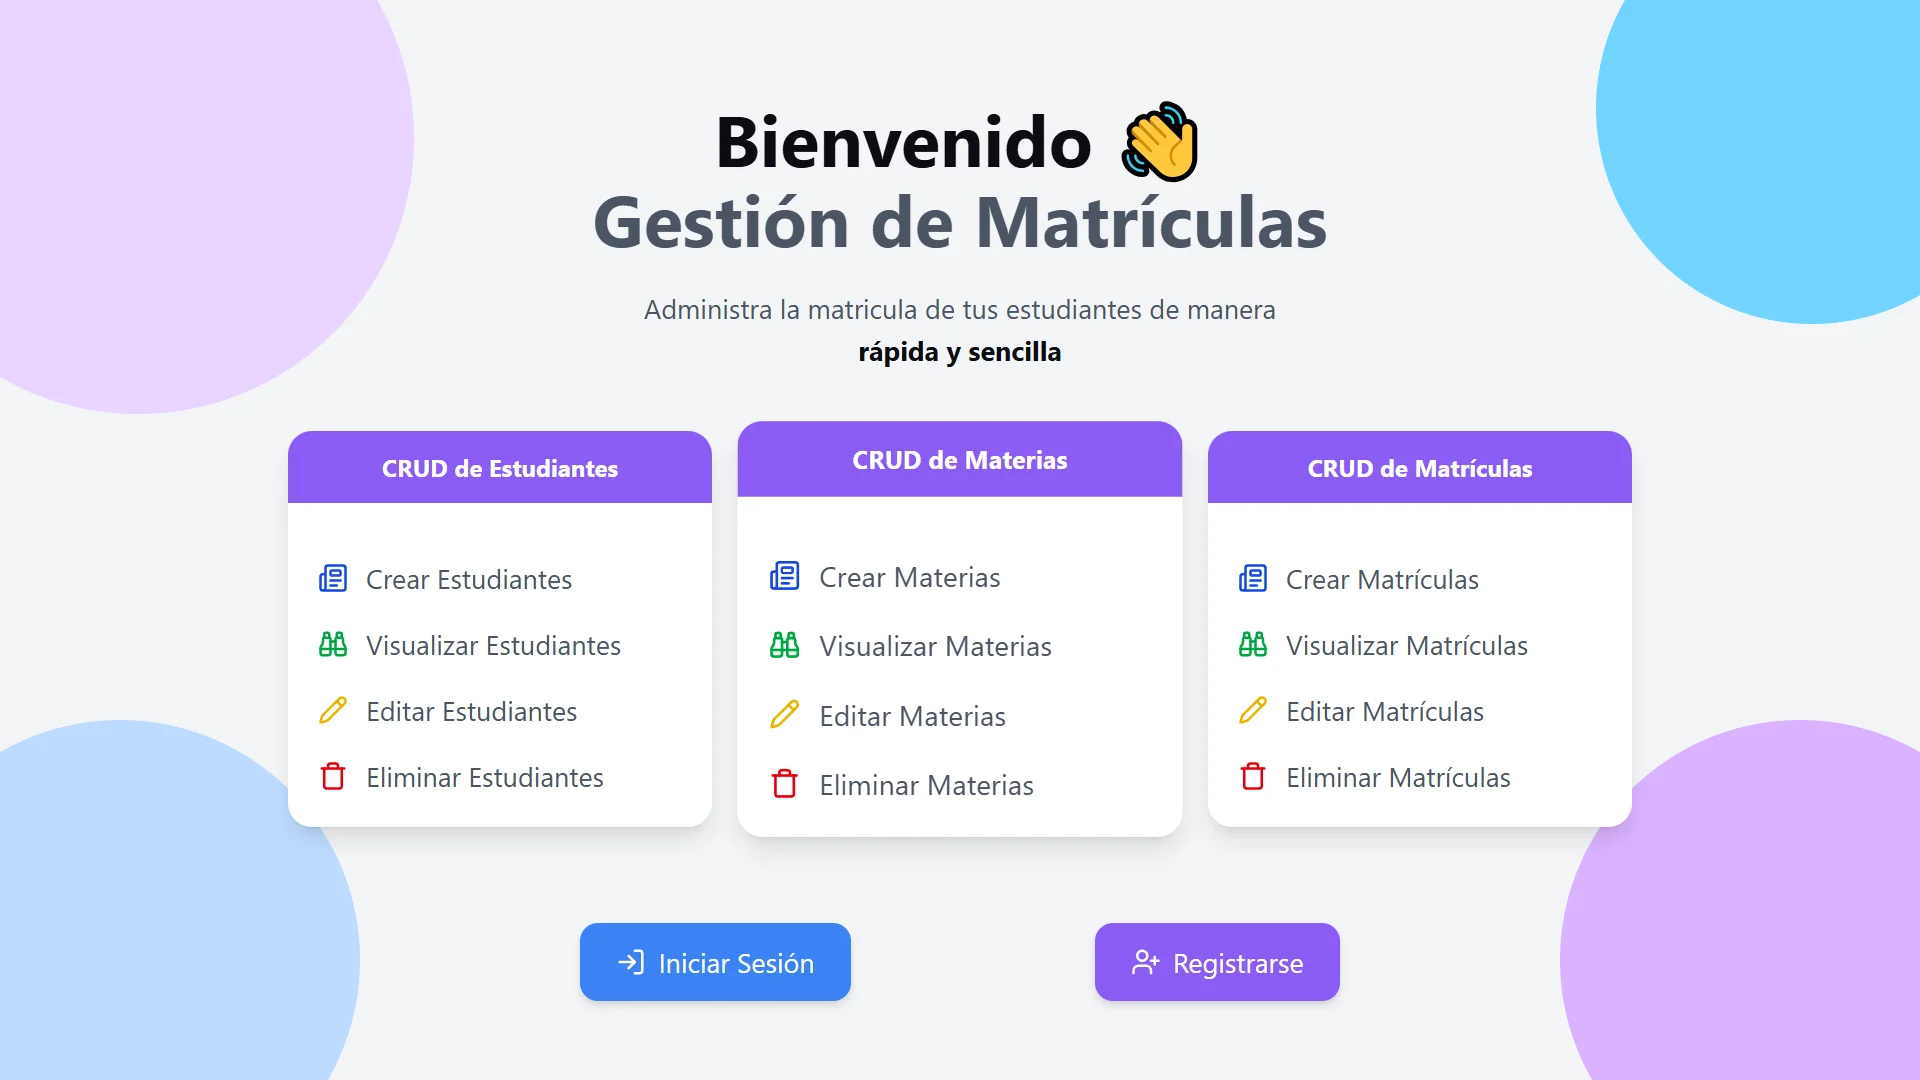 Bienvenido 👋
Gestión de Matrículas
Administra la matricula de tus estudiantes de manera
rápida y sencilla
CRUD de Estudiantes
Crear Estudiantes
Visualizar Estudiantes
Editar Estudiantes
Eliminar Estudiantes
CRUD de Materias
Crear Materias
Visualizar Materias
Editar Materias
Eliminar Materias
CRUD de Matrículas
Crear Matrículas
Visualizar Matrículas
Editar Matrículas
Eliminar Matrículas
Iniciar Sesión
Registrarse